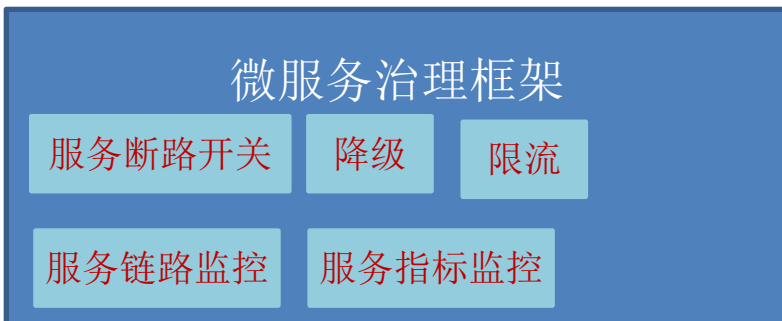 微服务治理框架
服务断路开关
降级
限流
服务链路监控
服务指标监控